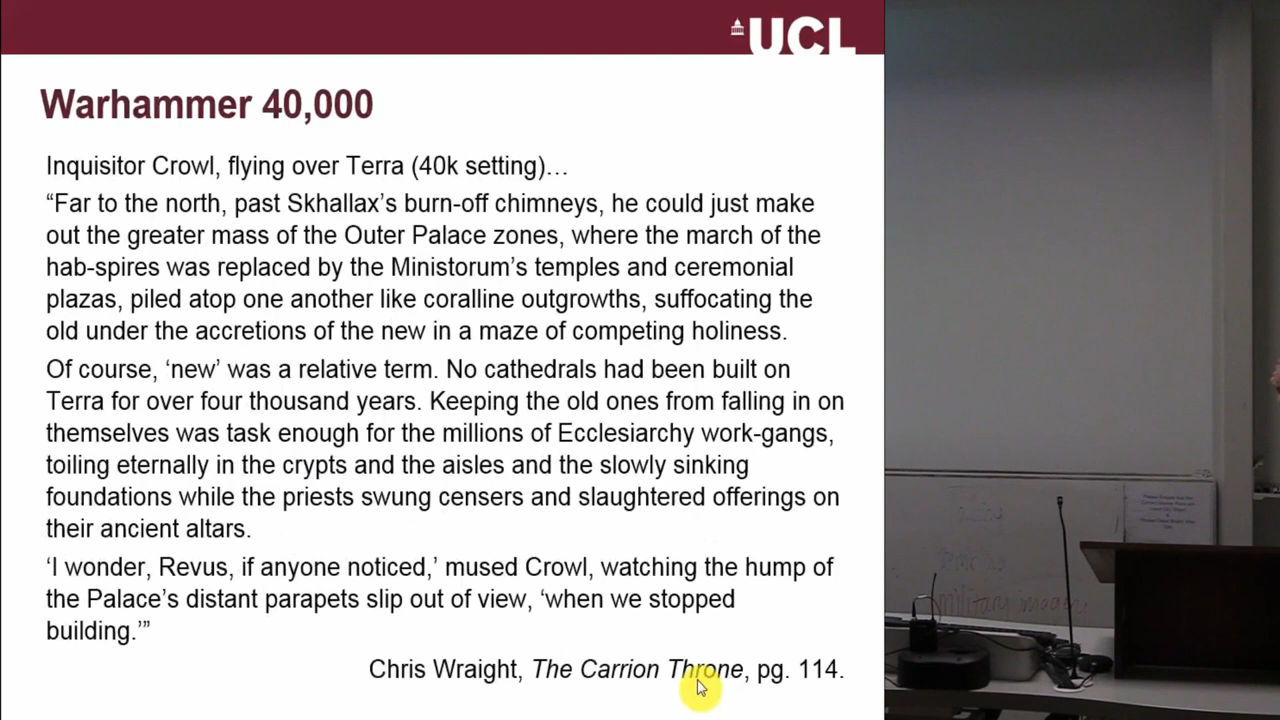 UCL
Warhammer 40,000
Inquisitor Crowl, flying over Terra (40k setting)…
“Far to the north, past Skhallax’s burn-off chimneys, he could just make
out the greater mass of the Outer Palace zones, where the march of the
hab-spires was replaced by the Ministorum’s temples and ceremonial
plazas, piled atop one another like coralline outgrowths, suffocating the
old under the accretions of the new in a maze of competing holiness.
Of course, ‘new’ was a relative term. No cathedrals had been built on
Terra for over four thousand years. Keeping the old ones from falling in on
themselves was task enough for the millions of Ecclesiarchy work-gangs,
toiling eternally in the crypts and the aisles and the slowly sinking
foundations while the priests swung censers and slaughtered offerings on
their ancient altars.
‘I wonder, Revus, if anyone noticed,’ mused Crowl, watching the hump of
the Palace’s distant parapets slip out of view, ‘when we stopped
building.’”
Chris Wraight, The Carrion Throne, pg. 114.
military imagery